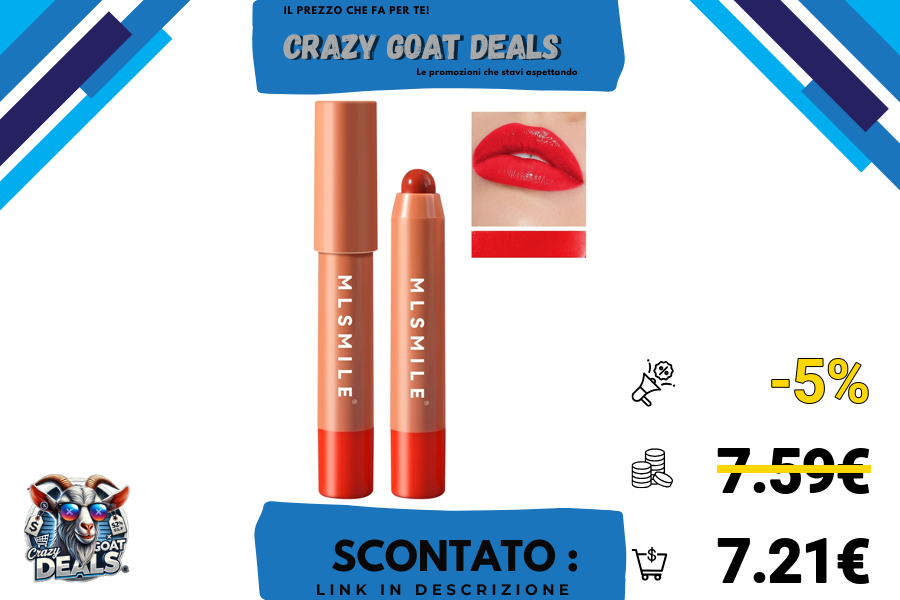 IL PREZZO CHE FA PER TE!
CRAZY GOAT DEALS
Le promozioni che stavi aspettando
MLSMILE
MLSMILE
-5%
7.59€
7.21€
SCONTATO :
LINK IN DESCRIZIONE
Crazy
GOAT
DEALS